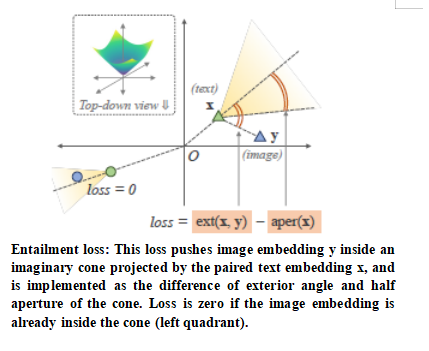 Top-down view ⇓
(text)
x
y
(image)
O
loss = 0
loss = ext(x, y) − aper(x)
Entailment loss: This loss pushes image embedding y inside an
imaginary cone projected by the paired text embedding x, and
is implemented as the difference of exterior angle and half
aperture of the cone. Loss is zero if the image embedding is
already inside the cone (left quadrant).